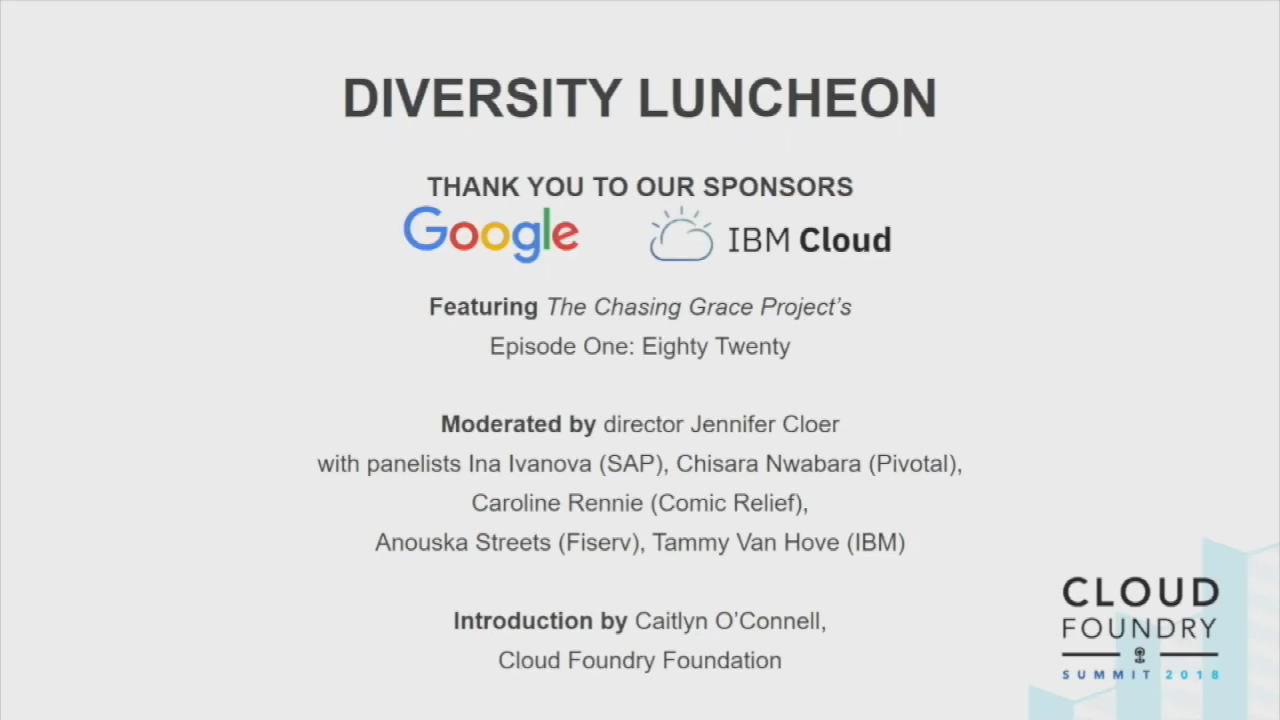 DIVERSITY LUNCHEON
THANK YOU TO OUR SPONSORS
Google IBM Cloud
Featuring The Chasing Grace Project's
Episode One: Eighty Twenty
Moderated by director Jennifer Cloer
with panelists Ina Ivanova (SAP), Chisara Nwabara (Pivotal),
Caroline Rennie (Comic Relief),
Anouska Streets (Fiserv), Tammy Van Hove (IBM)
Introduction by Caitlyn O'Connell,
Cloud Foundry Foundation
CLOUD
FOUNDRY
SUMMIT 2018